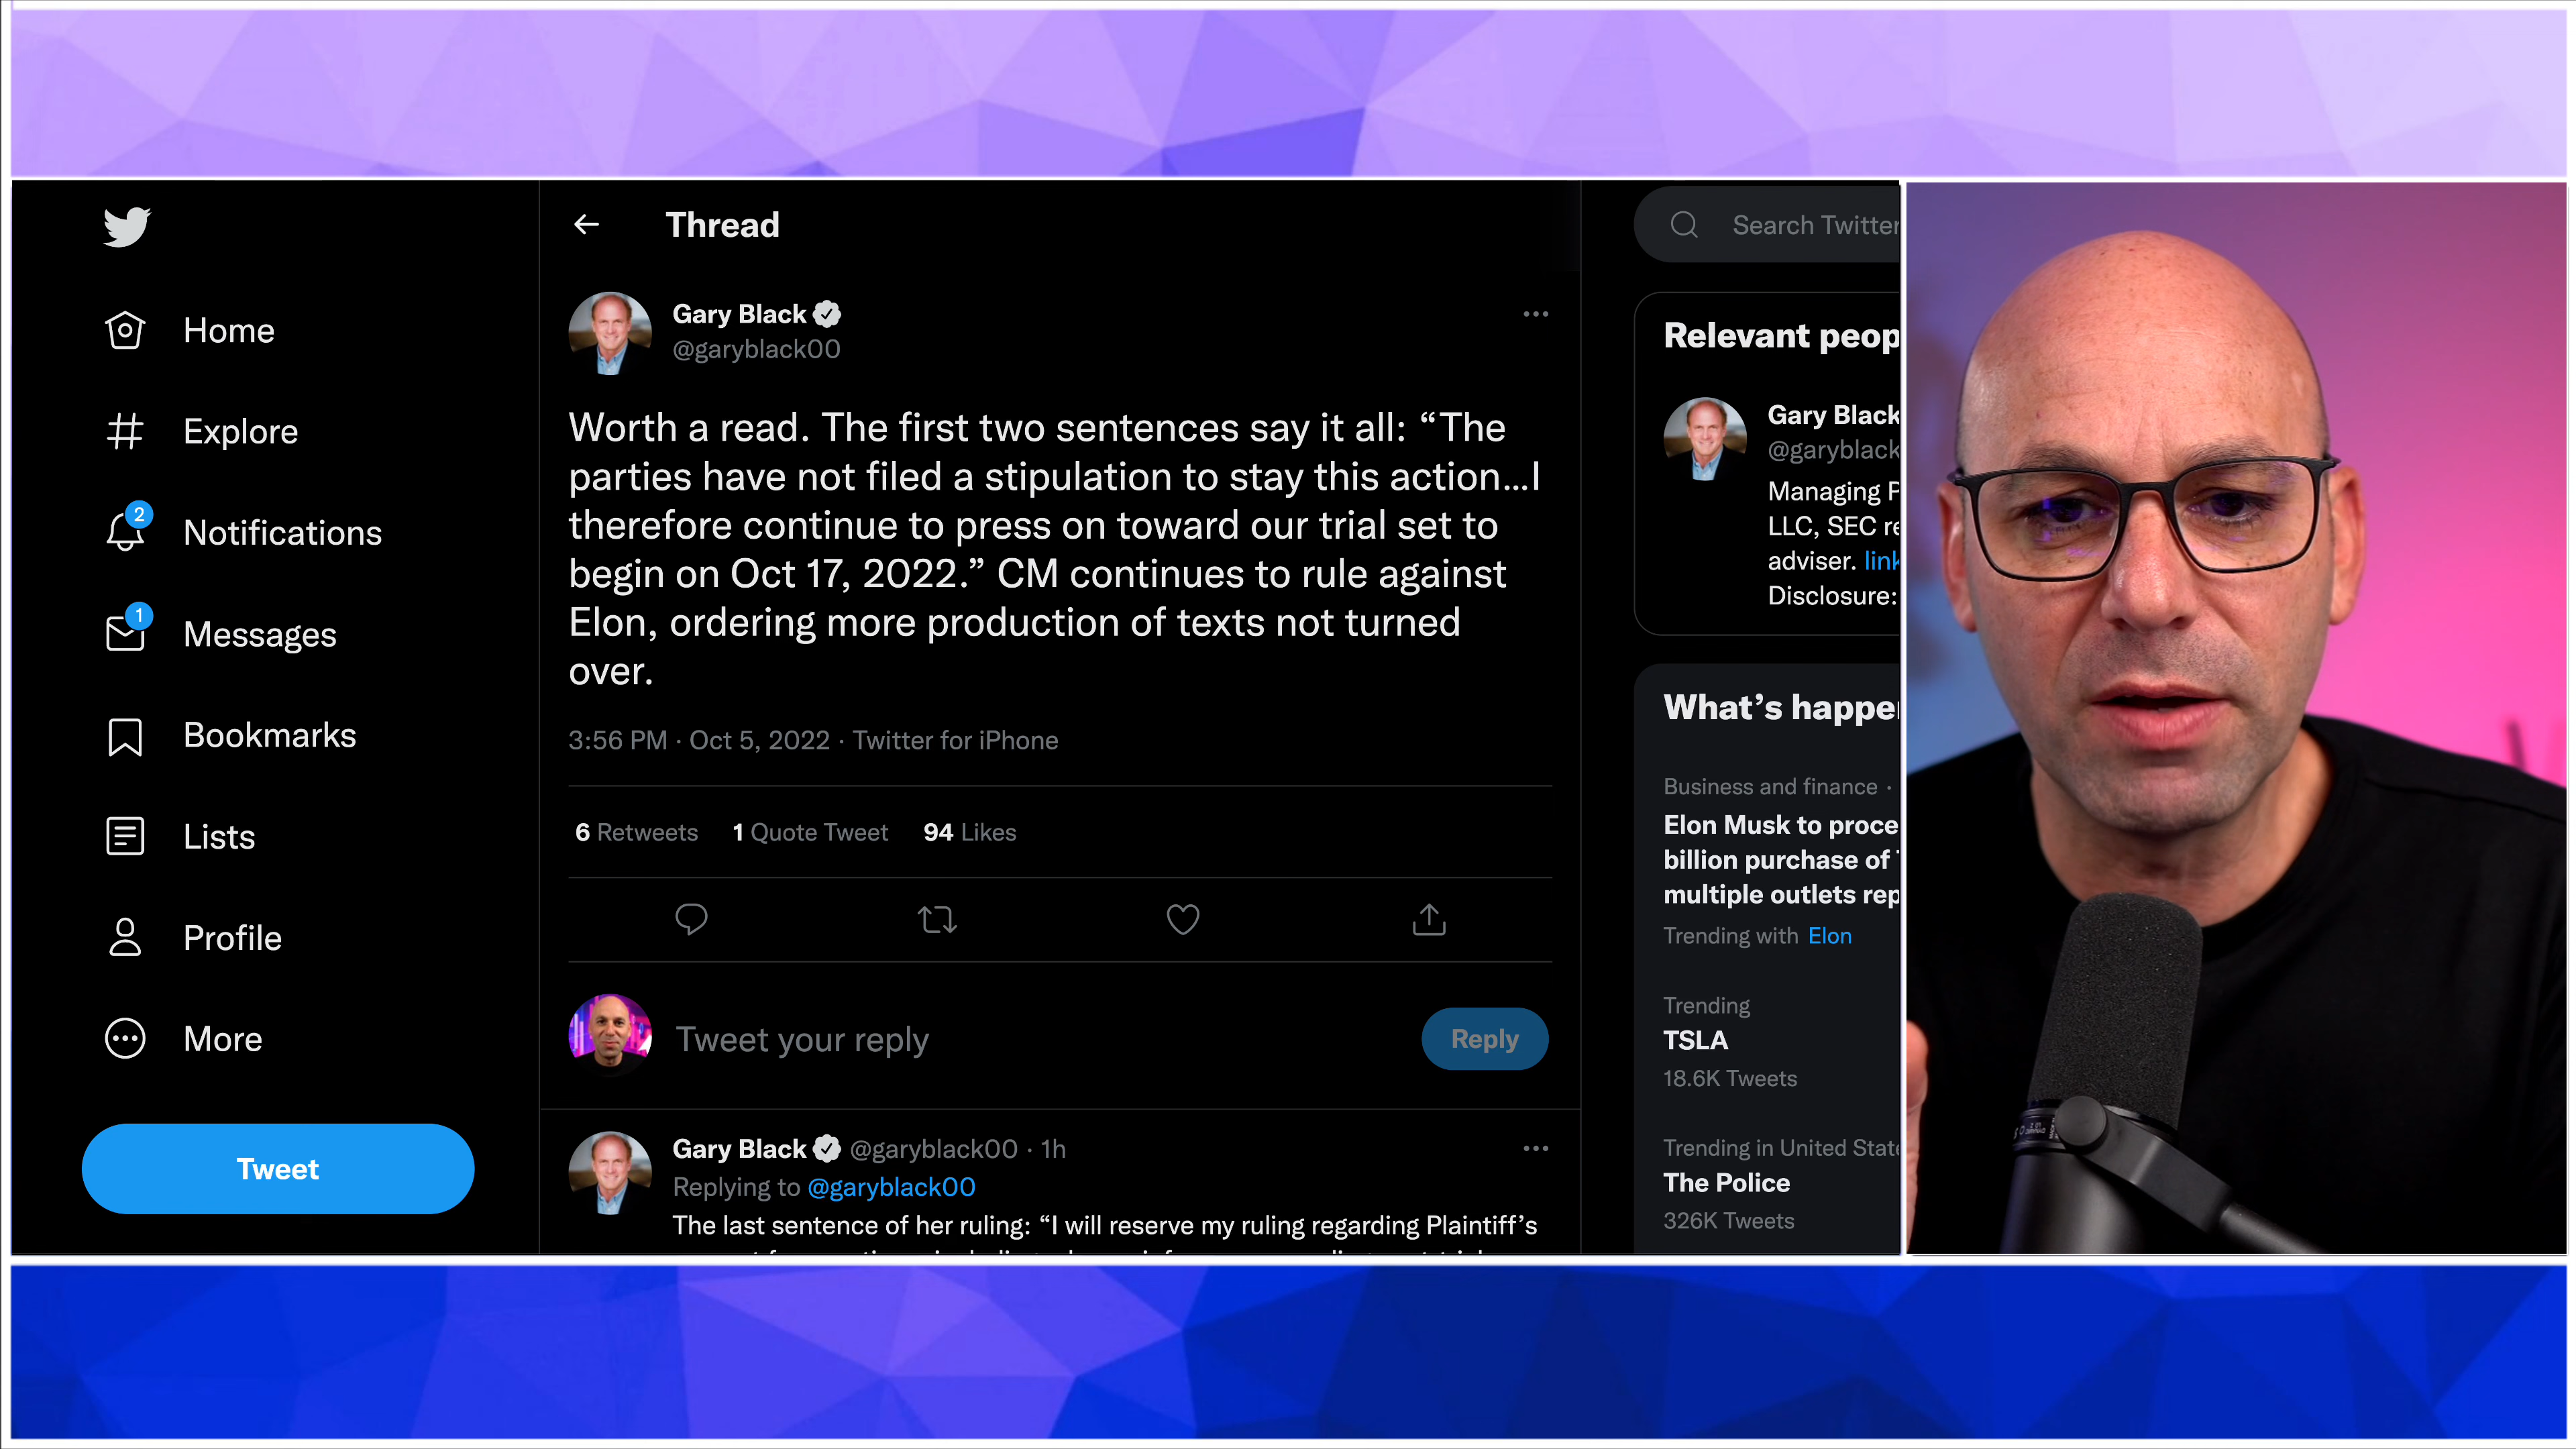 Home
Explore
2
Notifications
1
Messages
Bookmarks
Lists
Profile
More
Tweet
Thread
Gary Black
@garyblack00
Worth a read. The first two sentences say it all: “The
parties have not filed a stipulation to stay this action...I
therefore continue to press on toward our trial set to
begin on Oct 17, 2022.” CM continues to rule against
Elon, ordering more production of texts not turned
over.
3:56 PM · Oct 5, 2022 · Twitter for iPhone
6 Retweets 1 Quote Tweet 94 Likes
Tweet your reply
Reply
Gary Black @garyblack00 · 1h
Replying to @garyblack00
The last sentence of her ruling: “I will reserve my ruling regarding Plaintiff’s
Search Twitter
Relevant peop
Gary Black
@garyblack
Managing P
LLC, SEC re
adviser. link
Disclosure:
What’s happe
Business and finance ·
Elon Musk to proce
billion purchase of
multiple outlets rep
Trending with Elon
Trending
TSLA
18.6K Tweets
Trending in United State
The Police
326K Tweets